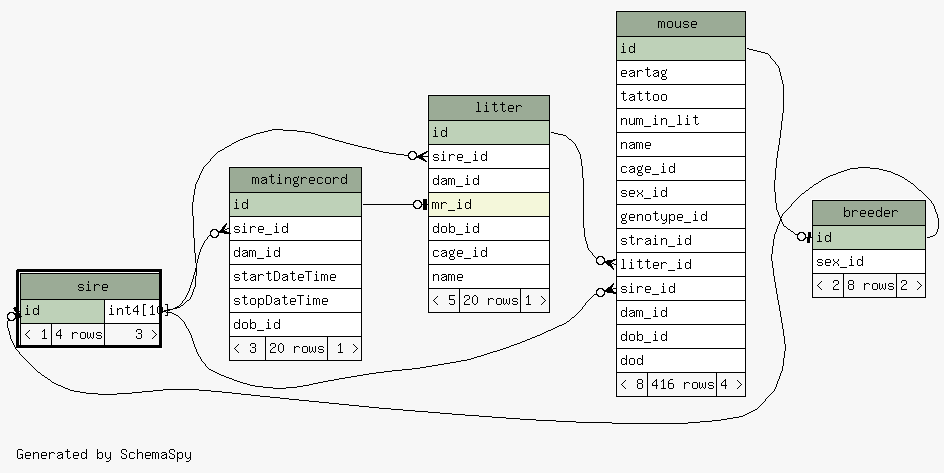 mouse
id
eartag
tattoo
num_in_lit
name
cage_id
sex_id
genotype_id
strain_id
litter_id
sire_id
dam_id
dob_id
dod
< 8 416 rows 4 >
litter
id
sire_id
dam_id
mr_id
dob_id
cage_id
name
< 5 20 rows 1 >
matingrecord
id
sire_id
dam_id
startDateTime
stopDateTime
dob_id
< 3 20 rows 1 >
breeder
id
sex_id
< 2 8 rows 2 >
sire
id int4[10]
< 1 4 rows 3 >
Generated by SchemaSpy